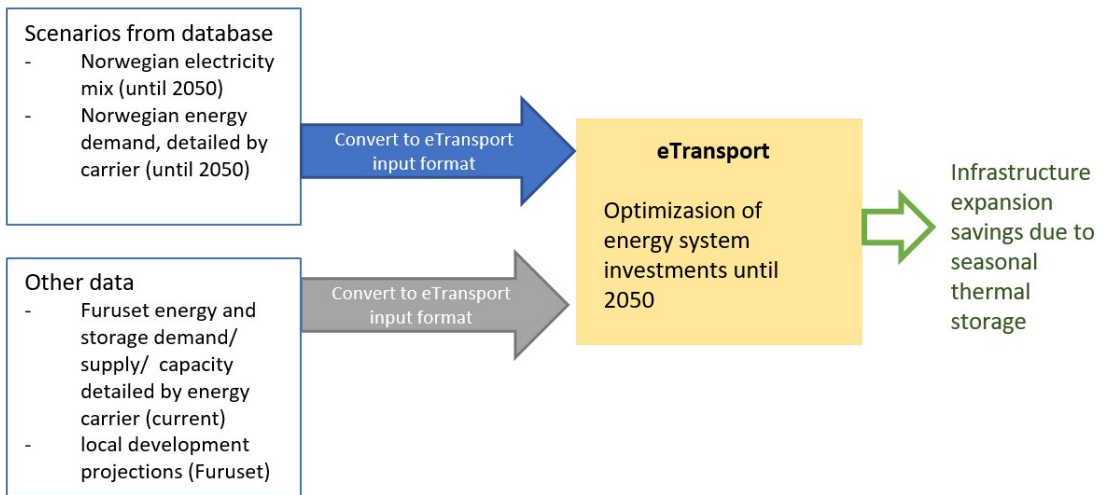 Scenarios from database
- Norwegian electricity
mix (until 2050)
- Norwegian energy
demand, detailed by
carrier (until 2050)
Convert to eTransport
input format
Other data
- Furuset energy and
storage demand/
supply/ capacity
detailed by energy
carrier (current)
- local development
projections (Furuset)
Convert to eTransport
input format
eTransport
Optimizasion of
energy system
investments until
2050
Infrastructure
expansion
savings due to
seasonal
thermal
storage